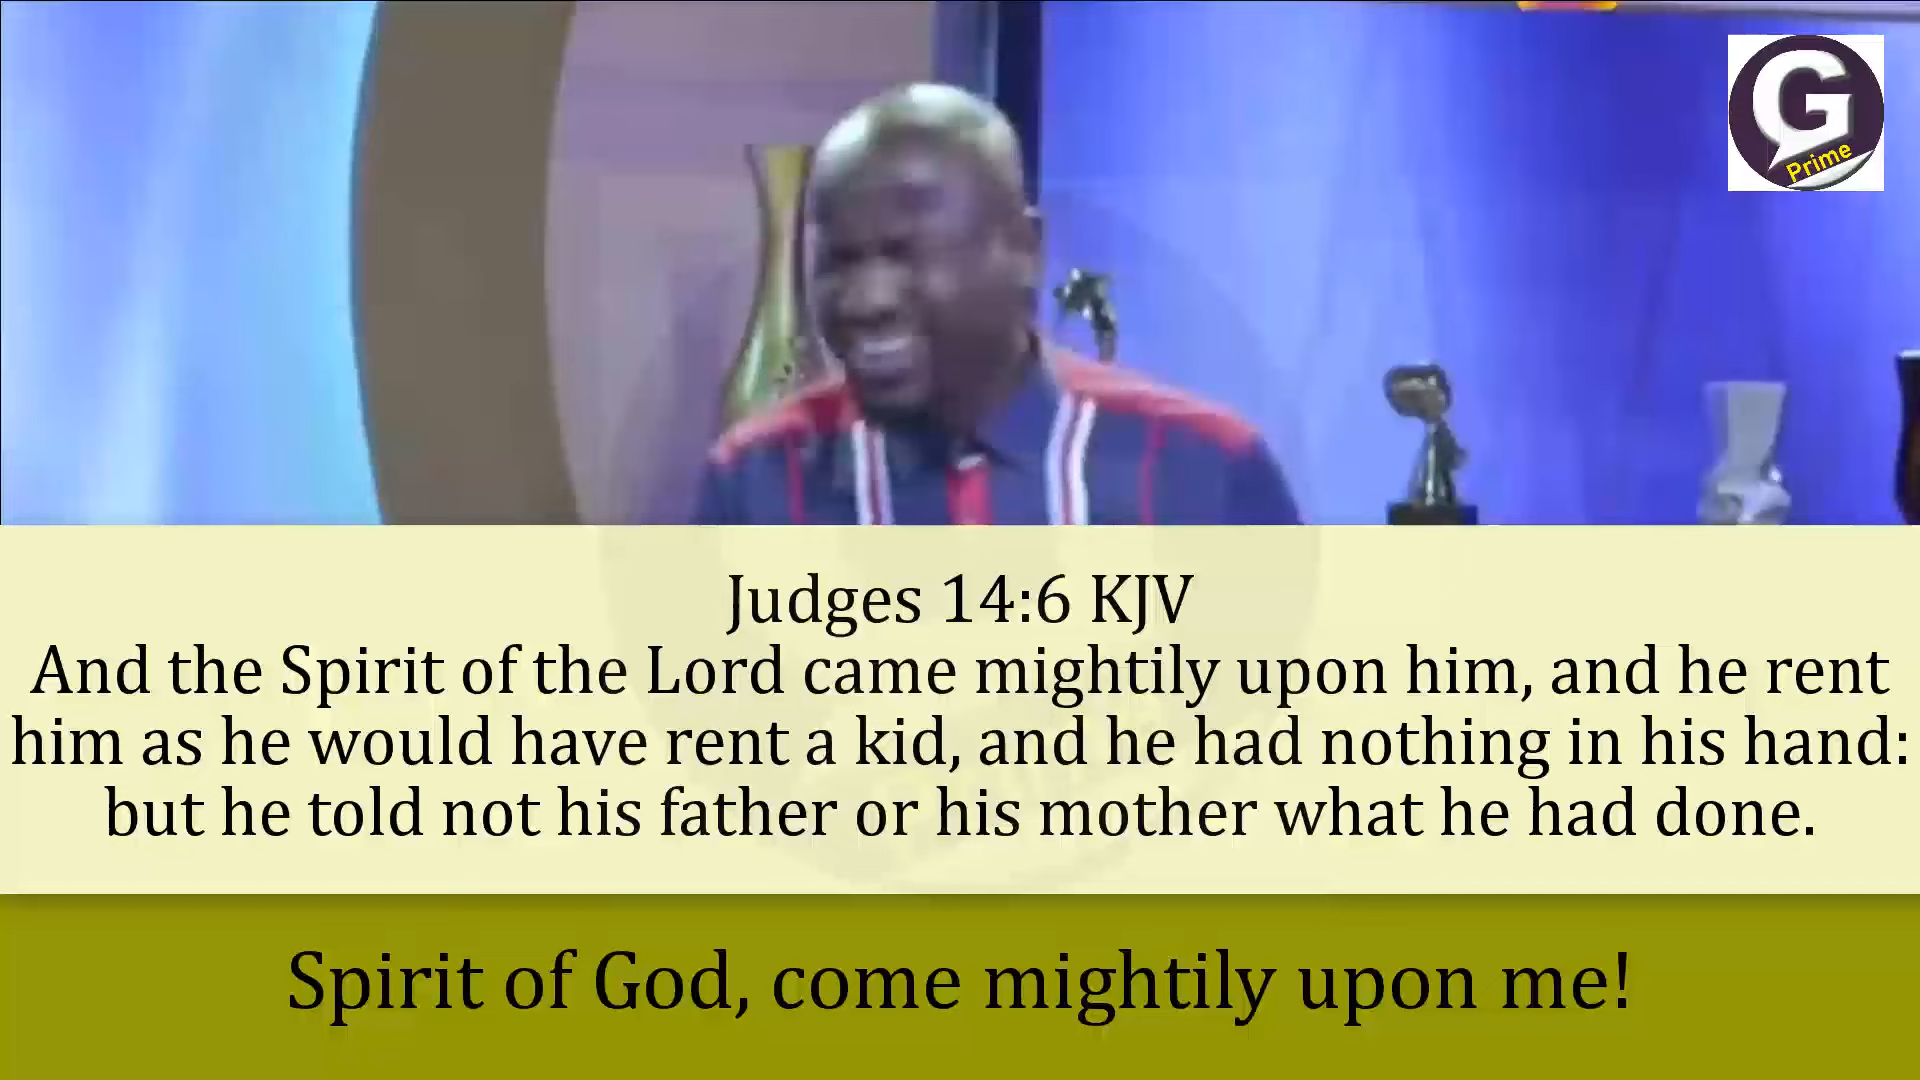 G
Prime
Judges 14:6 KJV
And the Spirit of the Lord came mightily upon him, and he rent
him as he would have rent a kid, and he had nothing in his hand:
but he told not his father or his mother what he had done.
Spirit of God, come mightily upon me!